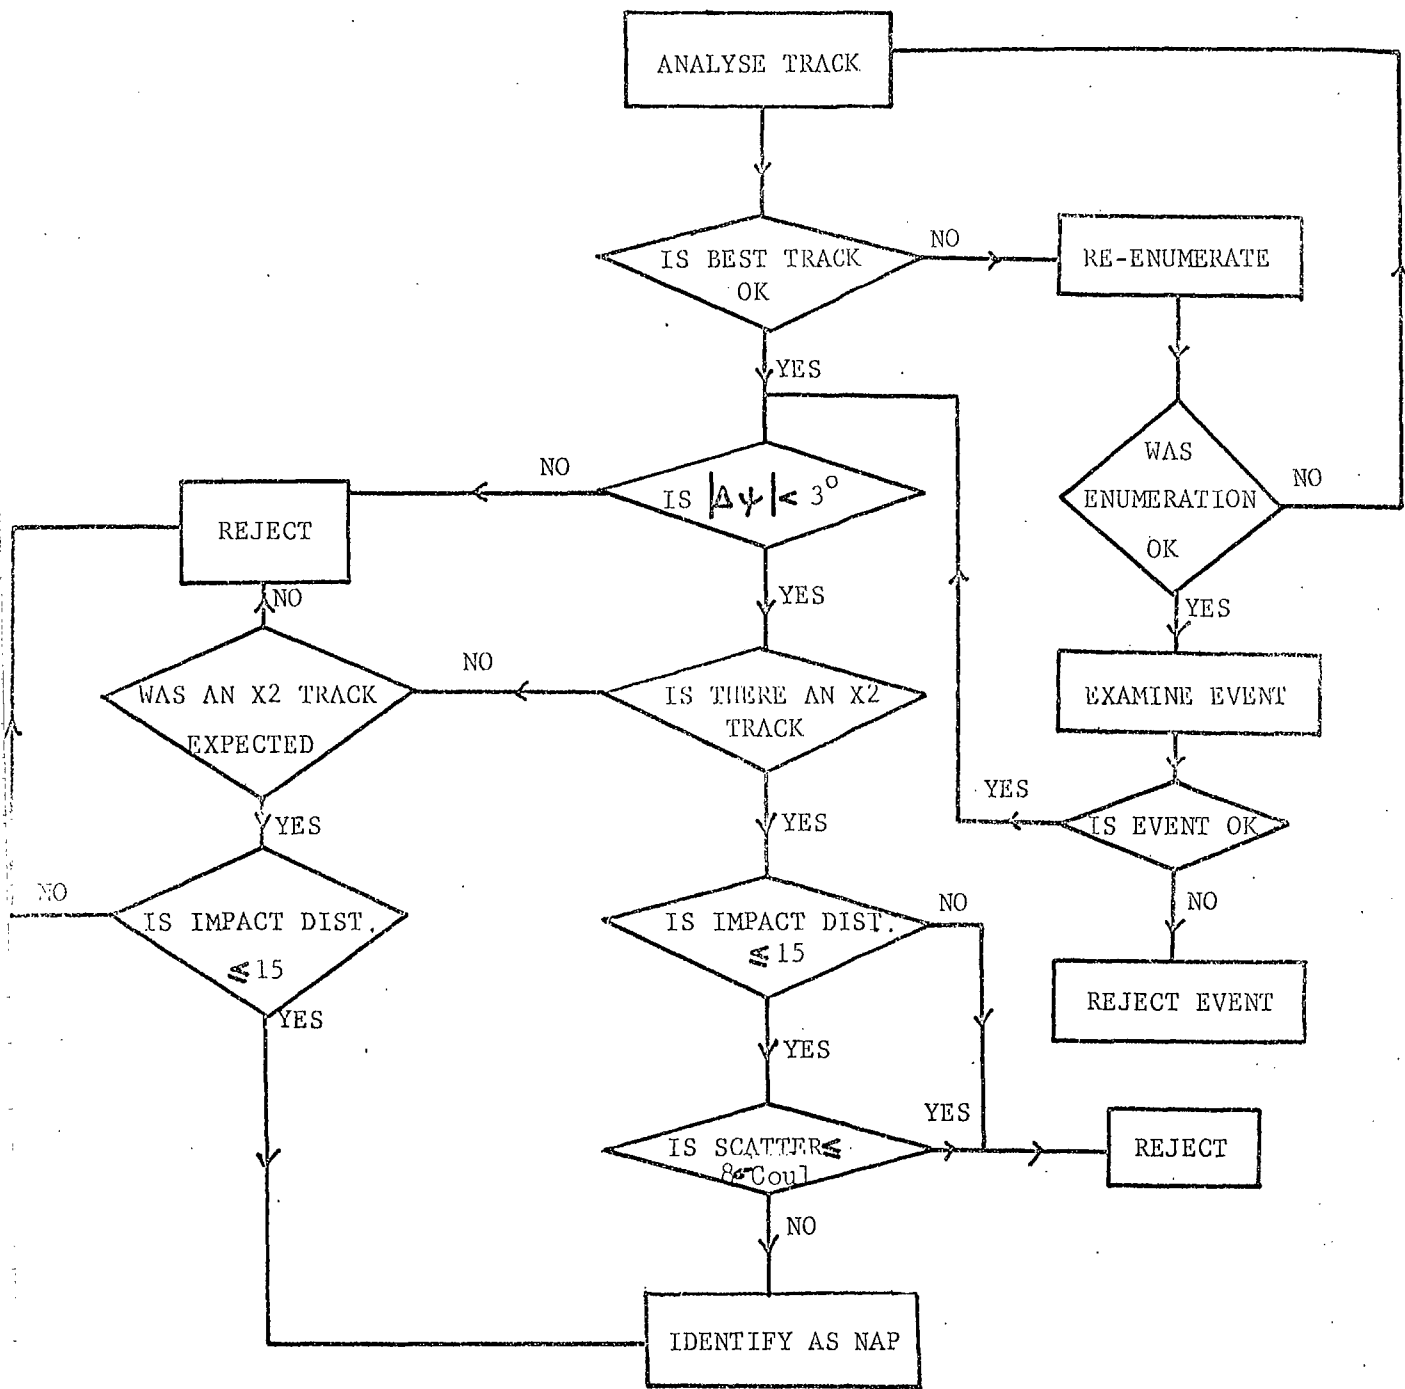 ANALYSE TRACK
IS BEST TRACK
OK
NO
RE-ENUMERATE
YES
WAS
ENUMERATION
OK
NO
NO
IS |Δψ| < 3°
REJECT
YES
YES
NO
EXAMINE EVENT
WAS AN X2 TRACK
EXPECTED
NO
IS THERE AN X2
TRACK
YES
IS EVENT OK
YES
YES
NO
NO
IS IMPACT DIST.
≤ 15
IS IMPACT DIST.
≤ 15
NO
REJECT EVENT
YES
YES
YES
IS SCATTER ≤
8σCoul
REJECT
NO
IDENTIFY AS NAP